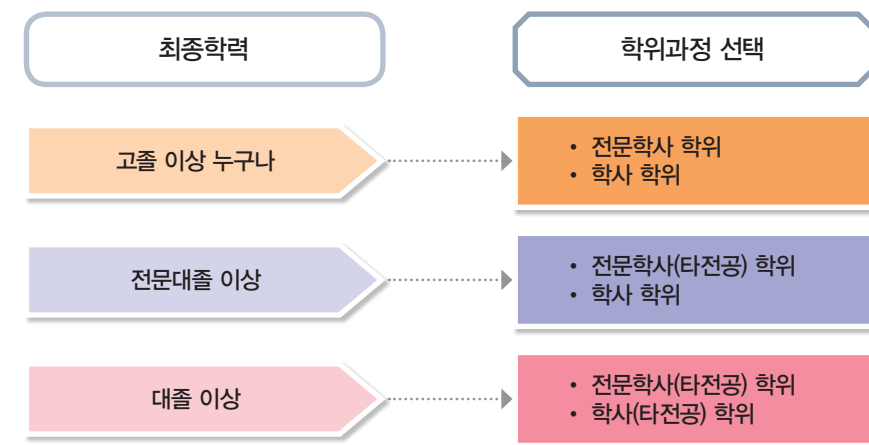 최종학력
학위과정 선택
고졸 이상 누구나
• 전문학사 학위
• 학사 학위
전문대졸 이상
• 전문학사(타전공) 학위
• 학사 학위
대졸 이상
• 전문학사(타전공) 학위
• 학사(타전공) 학위